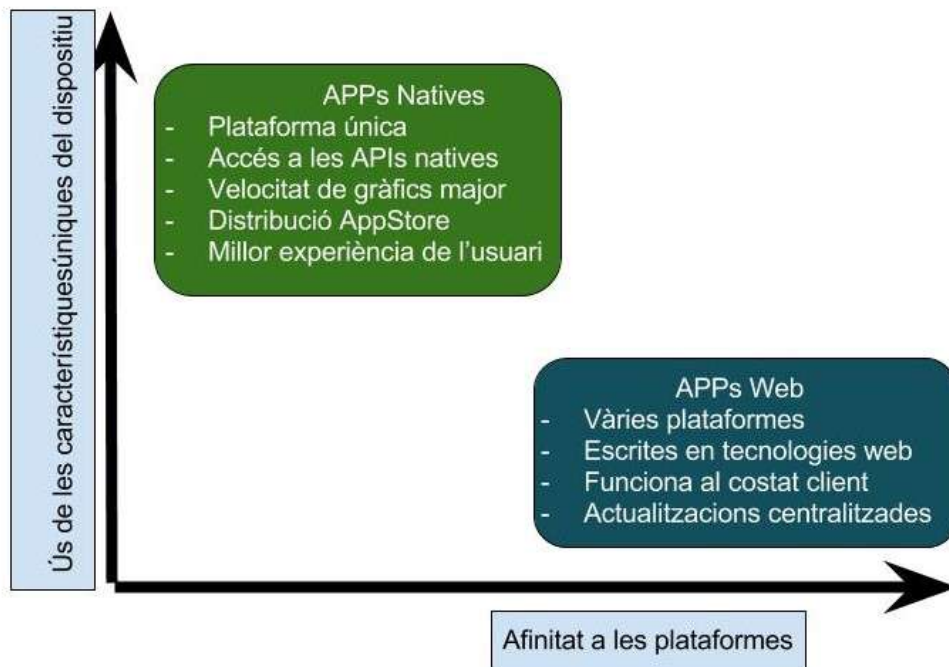 Ús de les característiquesúniques del dispositiu
APPs Natives
- Plataforma única
- Accés a les APIs natives
- Velocitat de gràfics major
- Distribució AppStore
- Millor experiència de l'usuari
APPs Web
- Vàries plataformes
- Escrites en tecnologies web
- Funciona al costat client
- Actualitzacions centralitzades
Afinitat a les plataformes